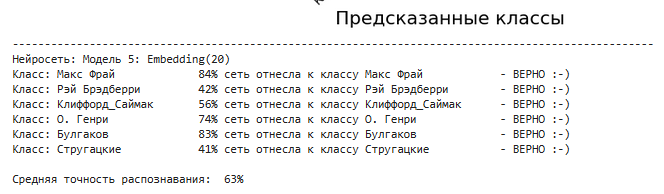 Предсказанные классы
--------------------------------------------------------------------------------------------------
Нейросеть: Модель 5: Embedding(20)
Класс: Макс Фрай 84% сеть отнесла к классу Макс Фрай - ВЕРНО :-)
Класс: Рэй Брэдберри 42% сеть отнесла к классу Рэй Брэдберри - ВЕРНО :-)
Класс: Клиффорд_Саймак 56% сеть отнесла к классу Клиффорд_Саймак - ВЕРНО :-)
Класс: О. Генри 74% сеть отнесла к классу О. Генри - ВЕРНО :-)
Класс: Булгаков 83% сеть отнесла к классу Булгаков - ВЕРНО :-)
Класс: Стругацкие 41% сеть отнесла к классу Стругацкие - ВЕРНО :-)
Средняя точность распознавания: 63%